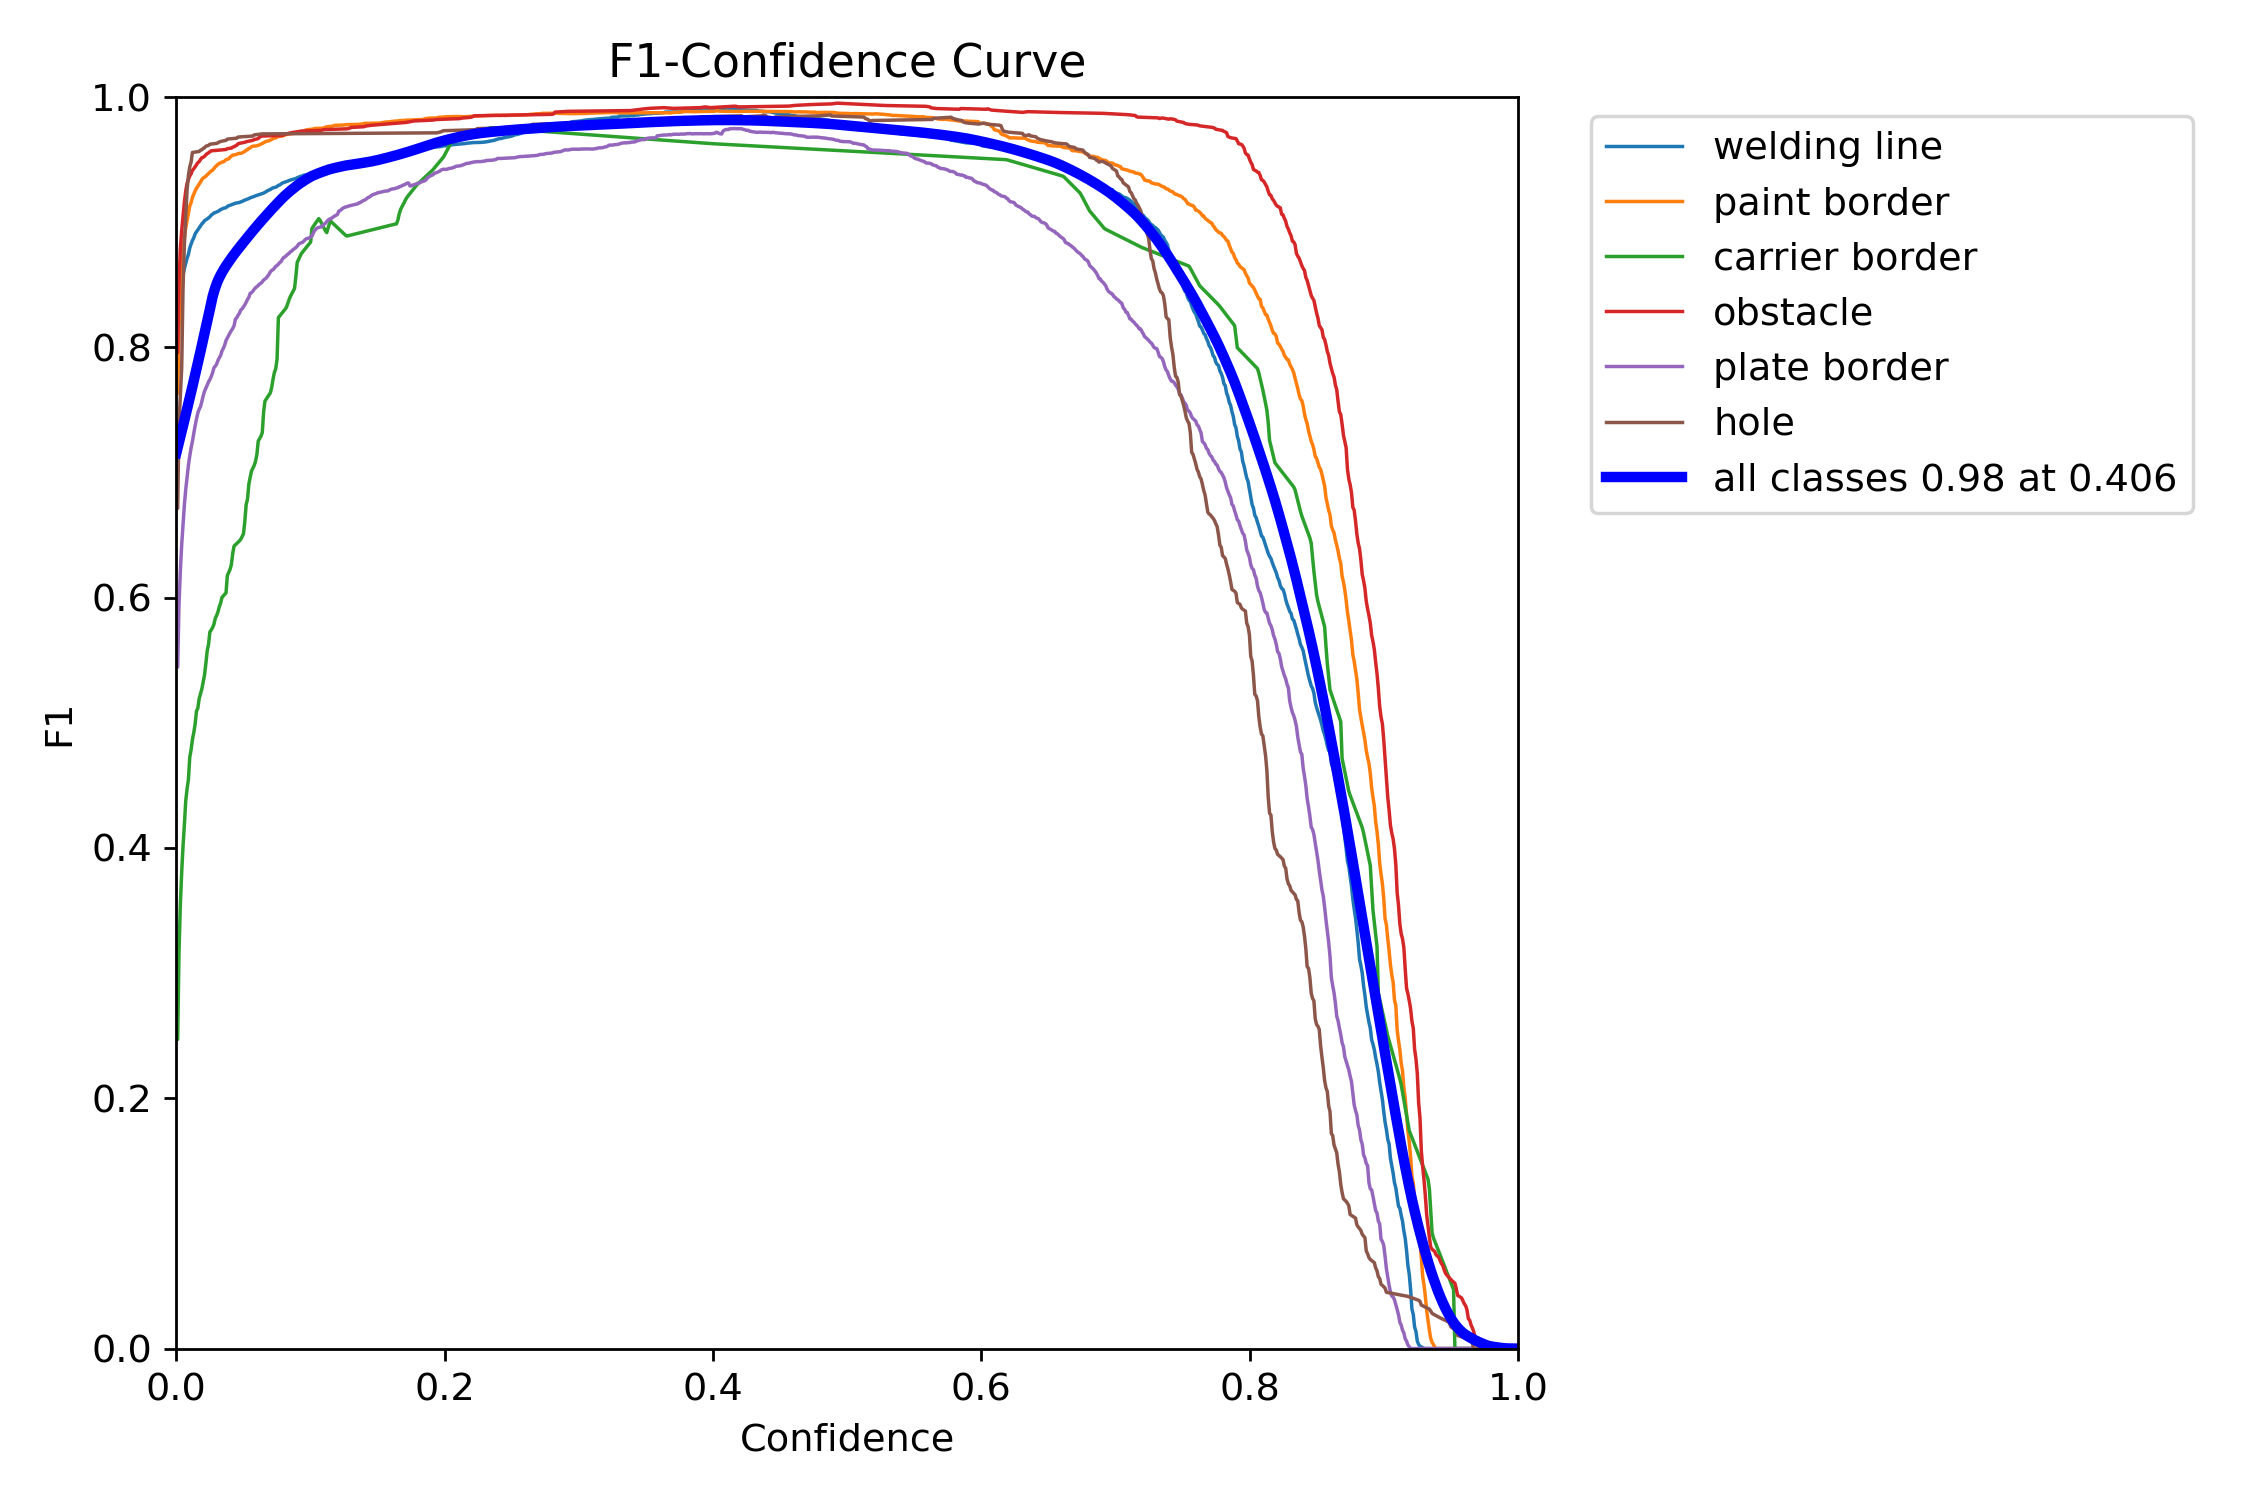 F1-Confidence Curve
1.0
0.8
0.6
0.4
0.2
0.0
F1
0.0 0.2 0.4 0.6 0.8 1.0
Confidence
welding line
paint border
carrier border
obstacle
plate border
hole
all classes 0.98 at 0.406